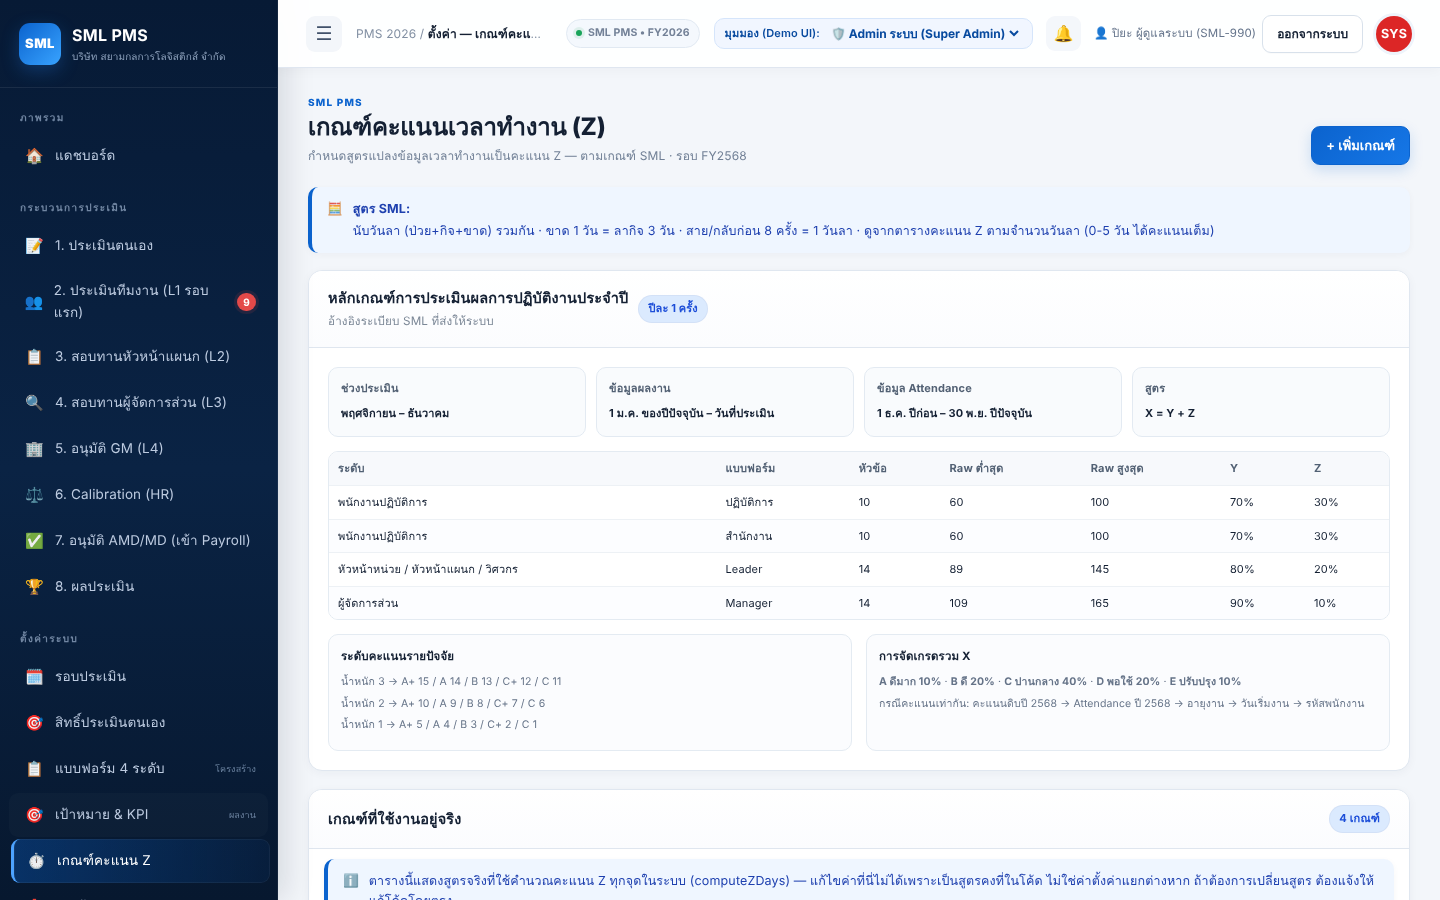 SML
SML PMS
บริษัท สยามกลการโลจิสติกส์ จำกัด
ภาพรวม
แดชบอร์ด
กระบวนการประเมิน
1. ประเมินตนเอง
2. ประเมินทีมงาน (L1 รอบ
แรก)
9
3. สอบทานหัวหน้าแผนก (L2)
4. สอบทานผู้จัดการส่วน (L3)
5. อนุมัติ GM (L4)
6. Calibration (HR)
7. อนุมัติ AMD/MD (เข้า Payroll)
8. ผลประเมิน
ตั้งค่าระบบ
รอบประเมิน
สิทธิ์ประเมินตนเอง
แบบฟอร์ม 4 ระดับ โครงสร้าง
เป้าหมาย & KPI ผลงาน
เกณฑ์คะแนน Z
PMS 2026 / ตั้งค่า — เกณฑ์คะแ...
SML PMS • FY2026
มุมมอง (Demo UI): Admin ระบบ (Super Admin)
ปิยะ ผู้ดูแลระบบ (SML-990)
ออกจากระบบ
SYS
SML PMS
เกณฑ์คะแนนเวลาทำงาน (Z)
กำหนดสูตรแปลงข้อมูลเวลาทำงานเป็นคะแนน Z — ตามเกณฑ์ SML · รอบ FY2568
+ เพิ่มเกณฑ์
สูตร SML:
นับวันลา (ป่วย+กิจ+ขาด) รวมกัน · ขาด 1 วัน = ลากิจ 3 วัน · สาย/กลับก่อน 8 ครั้ง = 1 วันลา · ดูจากตารางคะแนน Z ตามจำนวนวันลา (0-5 วัน ได้คะแนนเต็ม)
หลักเกณฑ์การประเมินผลการปฏิบัติงานประจำปี
อ้างอิงระเบียบ SML ที่ส่งให้ระบบ
ปีละ 1 ครั้ง
ช่วงประเมิน
พฤศจิกายน – ธันวาคม
ข้อมูลผลงาน
1 ม.ค. ของปีปัจจุบัน – วันที่ประเมิน
ข้อมูล Attendance
1 ธ.ค. ปีก่อน – 30 พ.ย. ปีปัจจุบัน
สูตร
X = Y + Z
ระดับ แบบฟอร์ม หัวข้อ Raw ต่ำสุด Raw สูงสุด Y Z
พนักงานปฏิบัติการ ปฏิบัติการ 10 60 100 70% 30%
พนักงานปฏิบัติการ สำนักงาน 10 60 100 70% 30%
หัวหน้าหน่วย / หัวหน้าแผนก / วิศวกร Leader 14 89 145 80% 20%
ผู้จัดการส่วน Manager 14 109 165 90% 10%
ระดับคะแนนรายปัจจัย
น้ำหนัก 3 → A+ 15 / A 14 / B 13 / C+ 12 / C 11
น้ำหนัก 2 → A+ 10 / A 9 / B 8 / C+ 7 / C 6
น้ำหนัก 1 → A+ 5 / A 4 / B 3 / C+ 2 / C 1
การจัดเกรดรวม X
A ดีมาก 10% · B ดี 20% · C ปานกลาง 40% · D พอใช้ 20% · E ปรับปรุง 10%
กรณีคะแนนเท่ากัน: คะแนนดิบปี 2568 → Attendance ปี 2568 → อายุงาน → วันเริ่มงาน → รหัสพนักงาน
เกณฑ์ที่ใช้งานอยู่จริง
4 เกณฑ์
ตารางนี้แสดงสูตรจริงที่ใช้คำนวณคะแนน Z ทุกจุดในระบบ (computeZDays) — แก้ไขค่าที่นี่ไม่ได้เพราะเป็นสูตรคงที่ในโค้ด ไม่ใช่ค่าตั้งค่าแยกต่างหาก ถ้าต้องการเปลี่ยนสูตร ต้องแจ้งให้